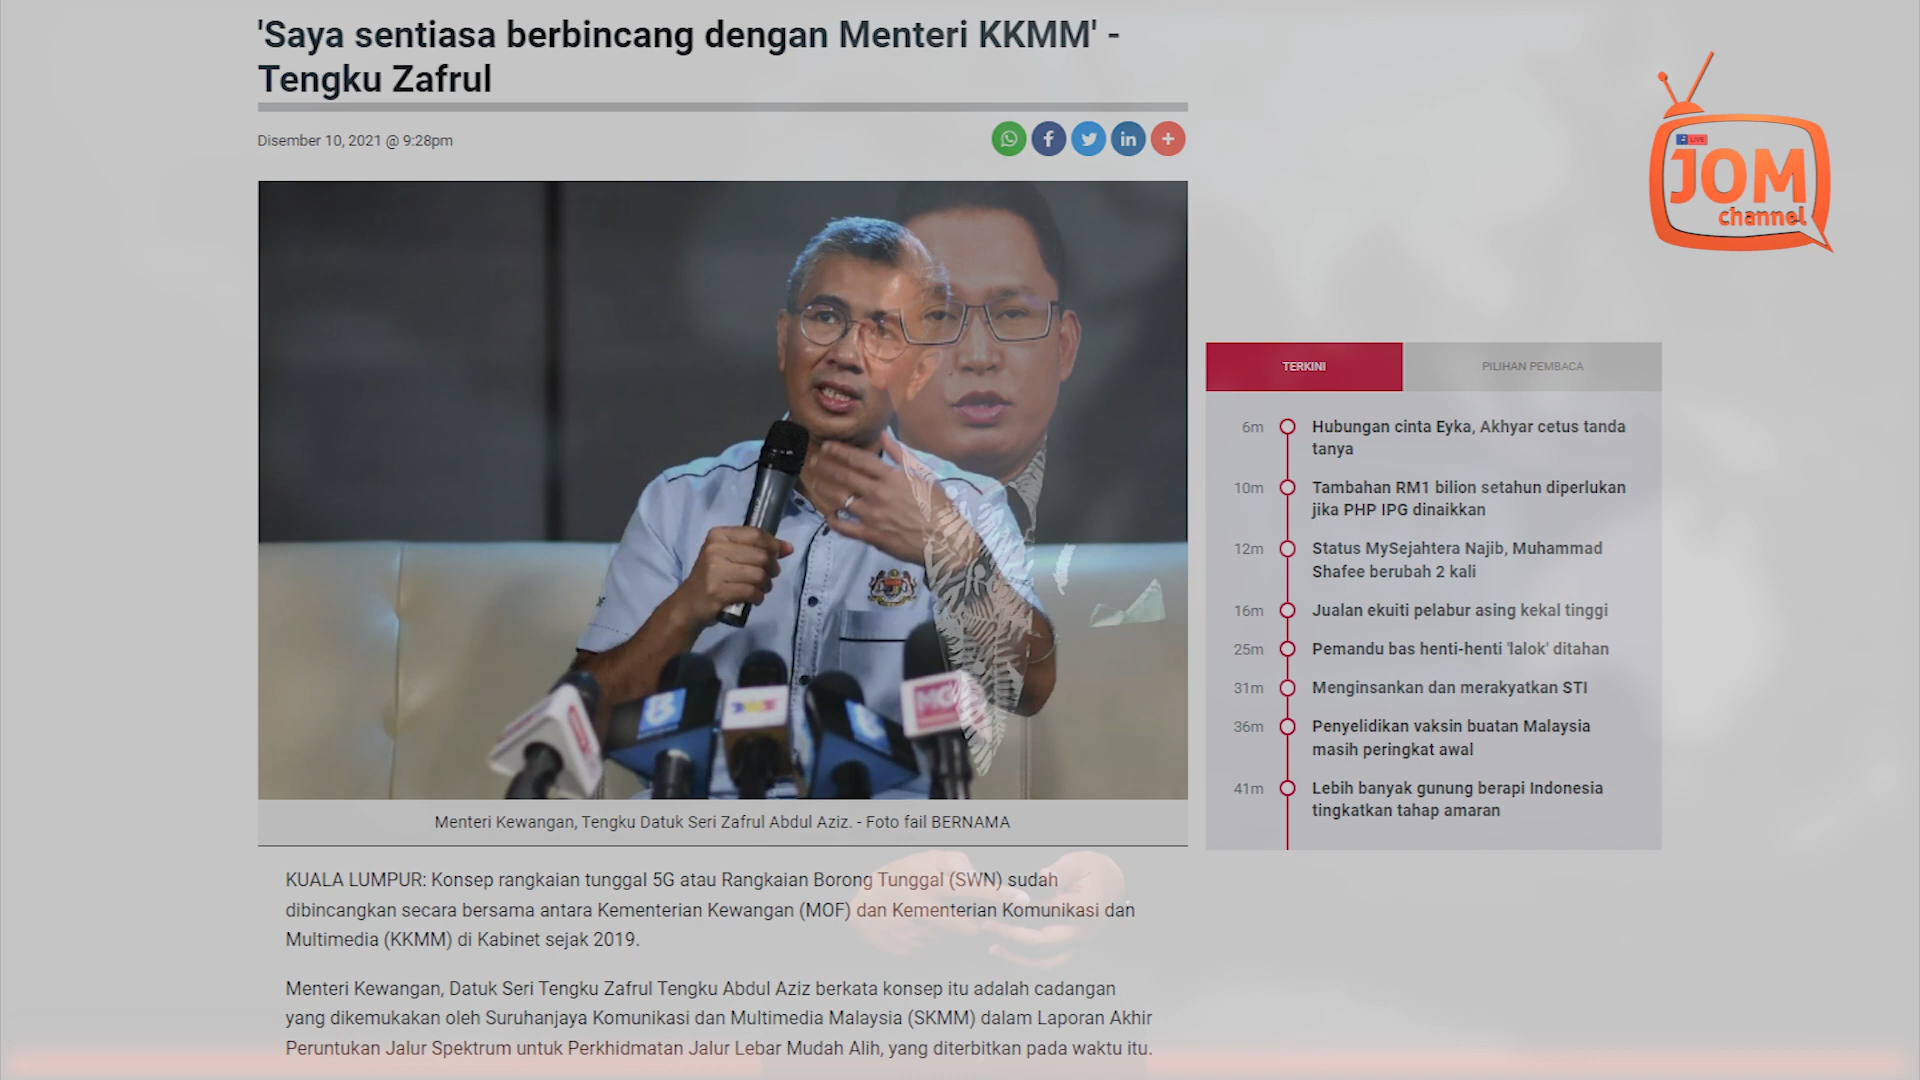 'Saya sentiasa berbincang dengan Menteri KKMM' -
Tengku Zafrul
Disember 10, 2021 @ 9:28pm
LIVE
JOM
channel
Menteri Kewangan, Tengku Datuk Seri Zafrul Abdul Aziz. - Foto fail BERNAMA
KUALA LUMPUR: Konsep rangkaian tunggal 5G atau Rangkaian Borong Tunggal (SWN) sudah
dibincangkan secara bersama antara Kementerian Kewangan (MOF) dan Kementerian Komunikasi dan
Multimedia (KKMM) di Kabinet sejak 2019.
Menteri Kewangan, Datuk Seri Tengku Zafrul Tengku Abdul Aziz berkata konsep itu adalah cadangan
yang dikemukakan oleh Suruhanjaya Komunikasi dan Multimedia Malaysia (SKMM) dalam Laporan Akhir
Peruntukan Jalur Spektrum untuk Perkhidmatan Jalur Lebar Mudah Alih, yang diterbitkan pada waktu itu.
TERKINI
PILIHAN PEMBACA
6m Hubungan cinta Eyka, Akhyar cetus tanda
tanya
10m Tambahan RM1 bilion setahun diperlukan
jika PHP IPG dinaikkan
12m Status MySejahtera Najib, Muhammad
Shafee berubah 2 kali
16m Jualan ekuiti pelabur asing kekal tinggi
25m Pemandu bas henti-henti 'lalok' ditahan
31m Menginsankan dan merakyatkan STI
36m Penyelidikan vaksin buatan Malaysia
masih peringkat awal
41m Lebih banyak gunung berapi Indonesia
tingkatkan tahap amaran